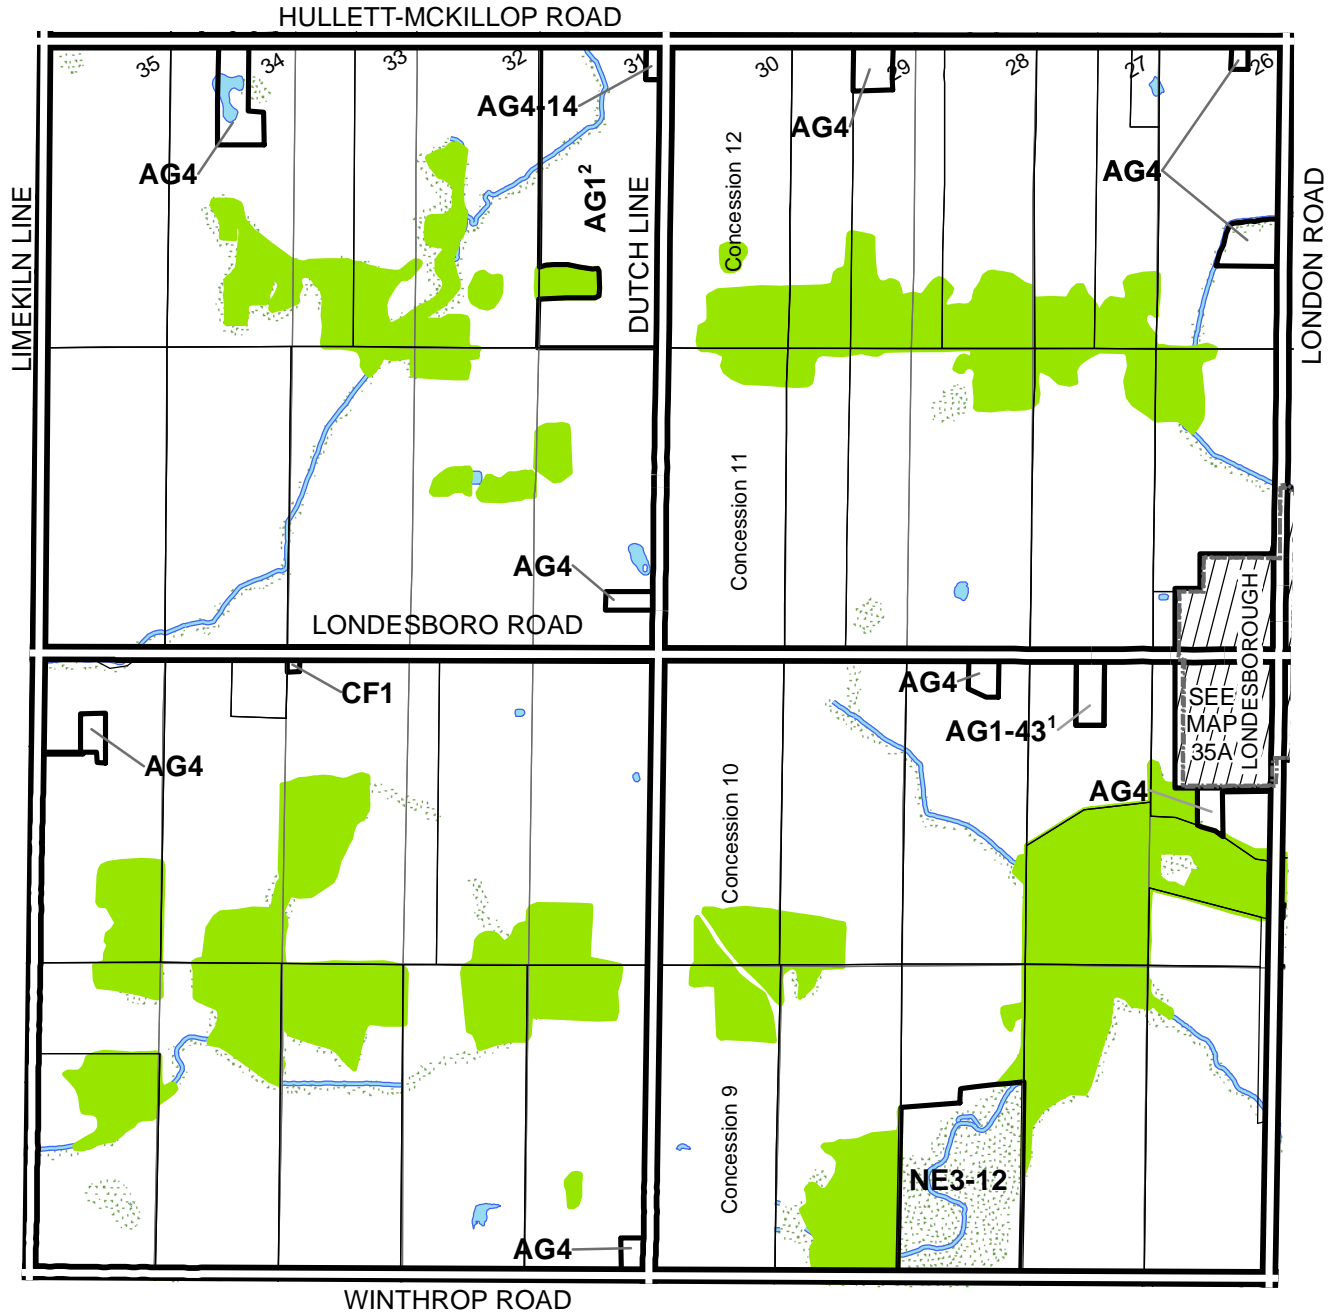 HULLETT-MCKILLOP ROAD
35
34
33
32
31
30
29
28
27
26
AG4-14
AG4
AG4
AG4
AG1²
Concession 12
LIMEKILN LINE
DUTCH LINE
LONDON ROAD
Concession 11
AG4
LONDESBORO ROAD
LONDESBOROUGH
CF1
AG4
AG1-43¹
SEE
MAP
35A
AG4
AG4
Concession 10
Concession 9
NE3-12
AG4
WINTHROP ROAD